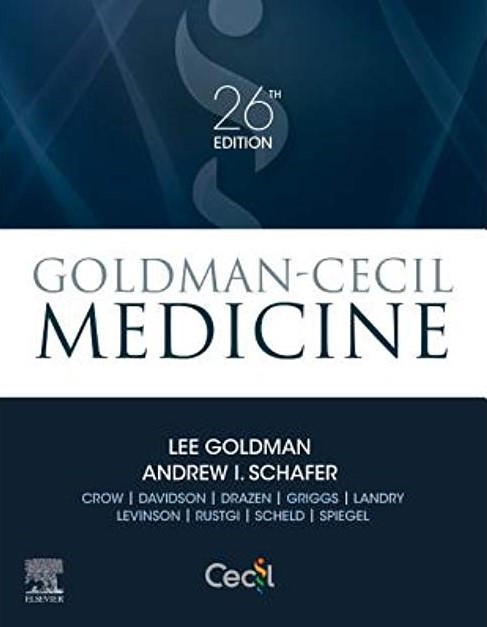 26TH
EDITION
GOLDMAN-CECIL
MEDICINE
LEE GOLDMAN
ANDREW I. SCHAFER
CROW | DAVIDSON | DRAZEN | GRIGGS | LANDRY
LEVINSON | RUSTGI | SCHELD | SPIEGEL
ELSEVIER
Cecil